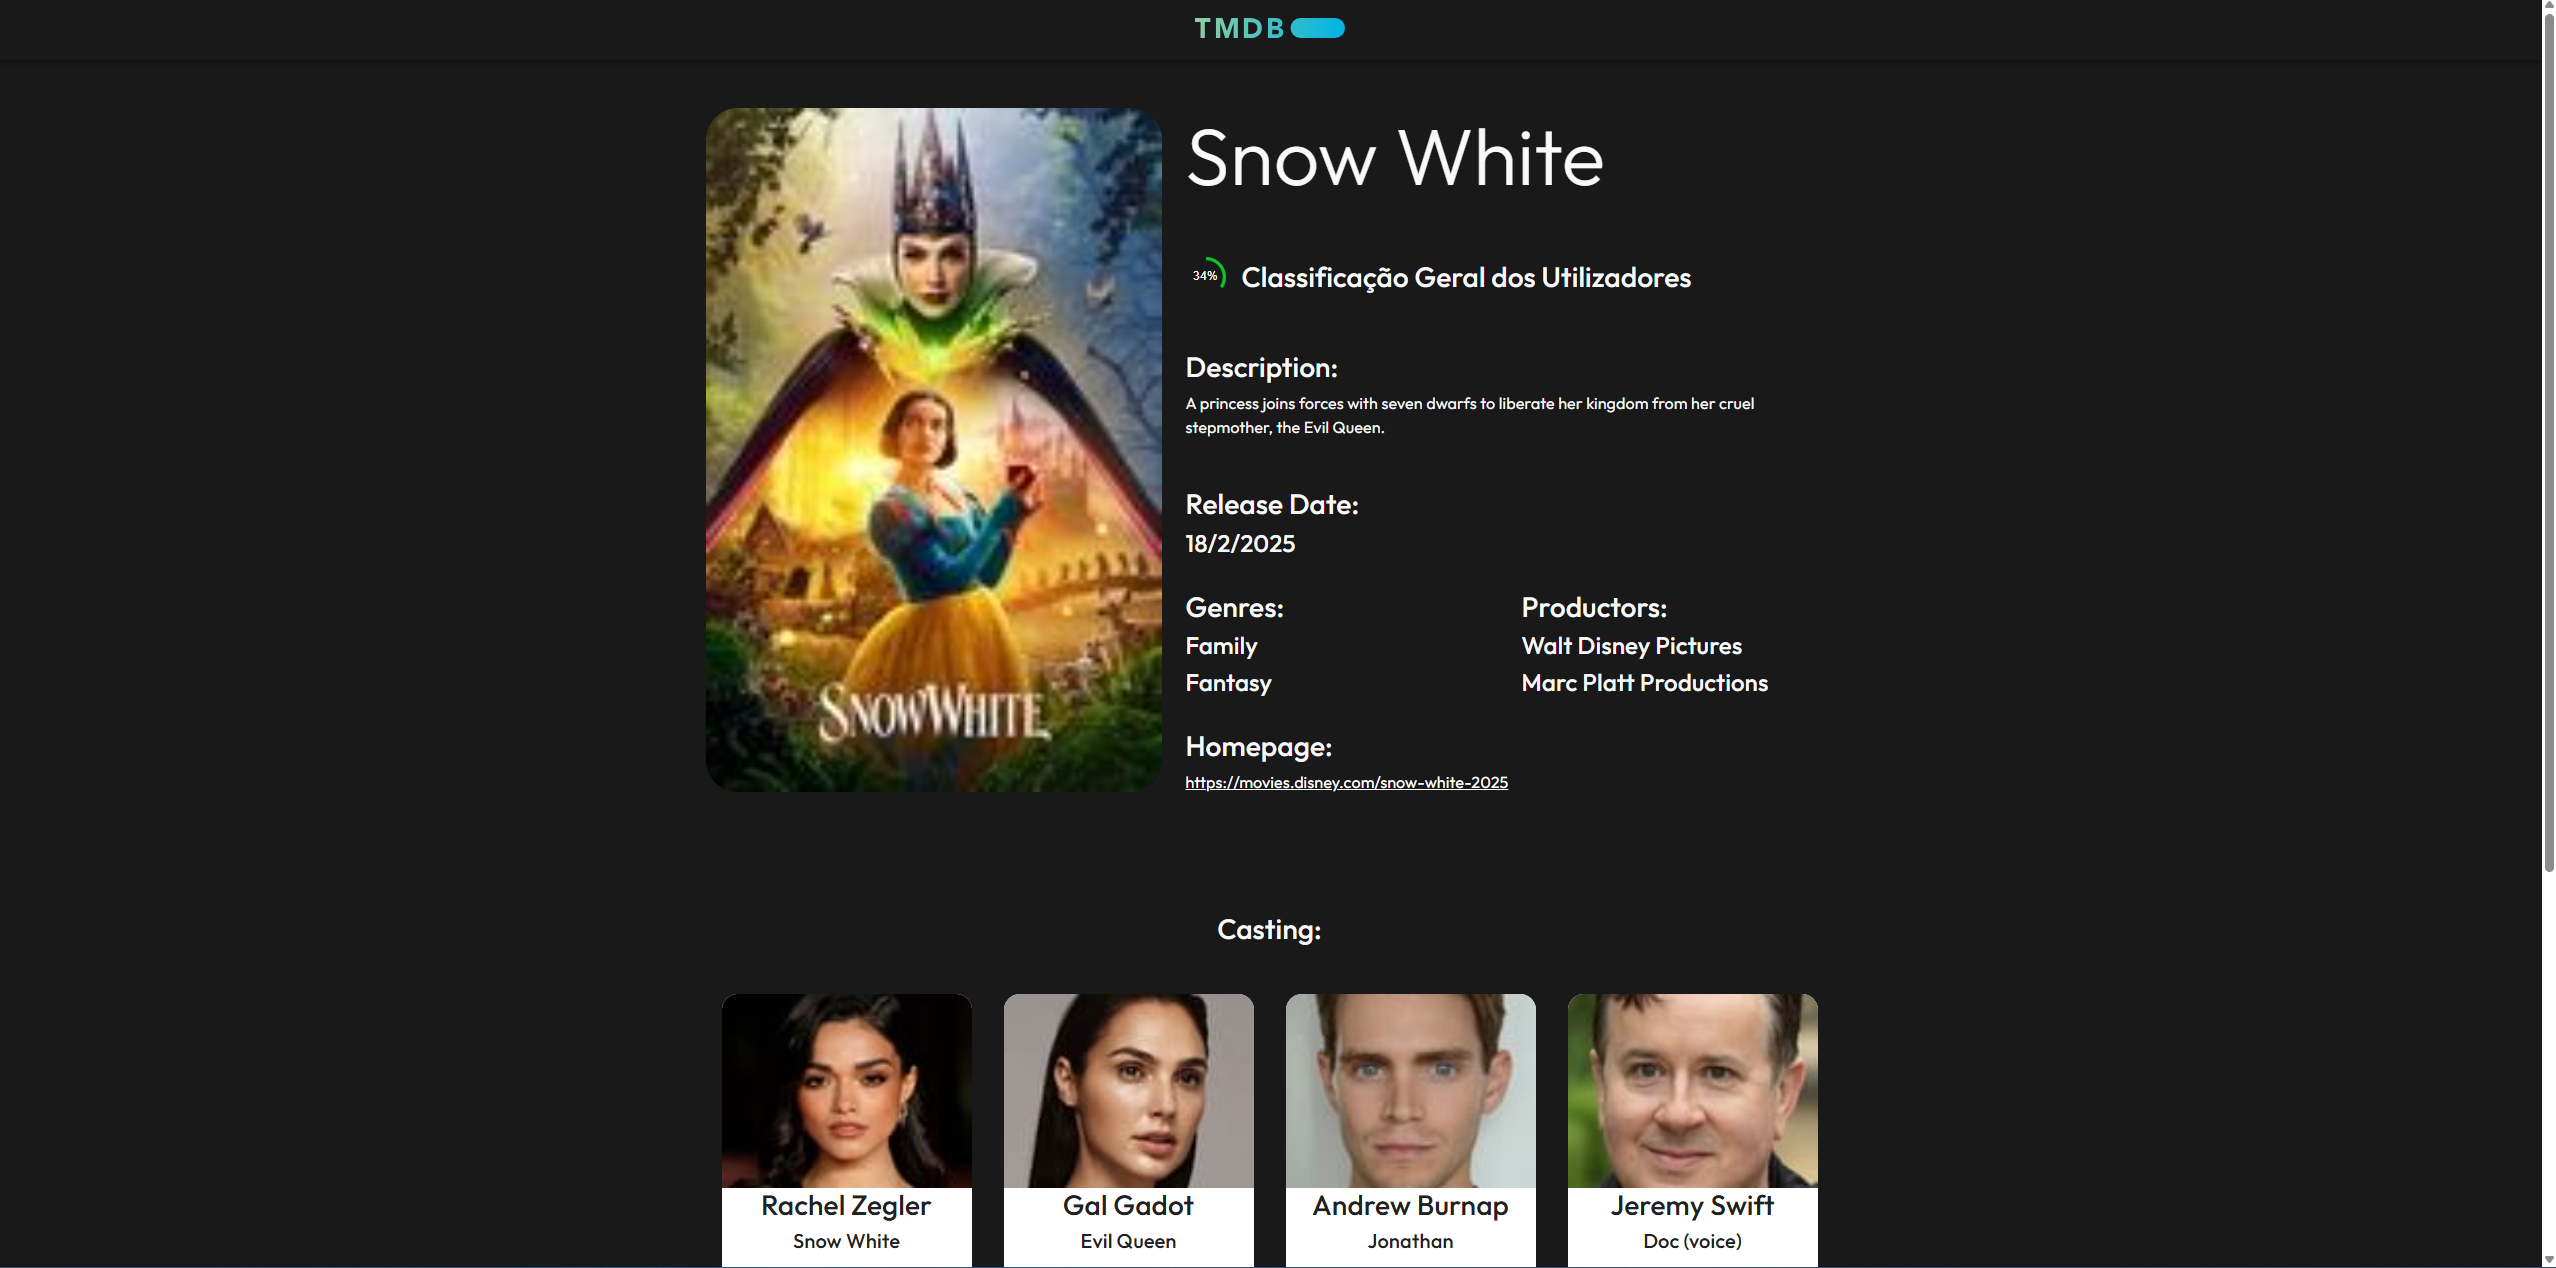 TMDB
Snow White
34%
Classificação Geral dos Utilizadores
Description:
A princess joins forces with seven dwarfs to liberate her kingdom from her cruel
stepmother, the Evil Queen.
Release Date:
18/2/2025
Genres:
Family
Fantasy
Productors:
Walt Disney Pictures
Marc Platt Productions
Homepage:
https://movies.disney.com/snow-white-2025
SNOW WHITE
Casting:
Rachel Zegler
Snow White
Gal Gadot
Evil Queen
Andrew Burnap
Jonathan
Jeremy Swift
Doc (voice)